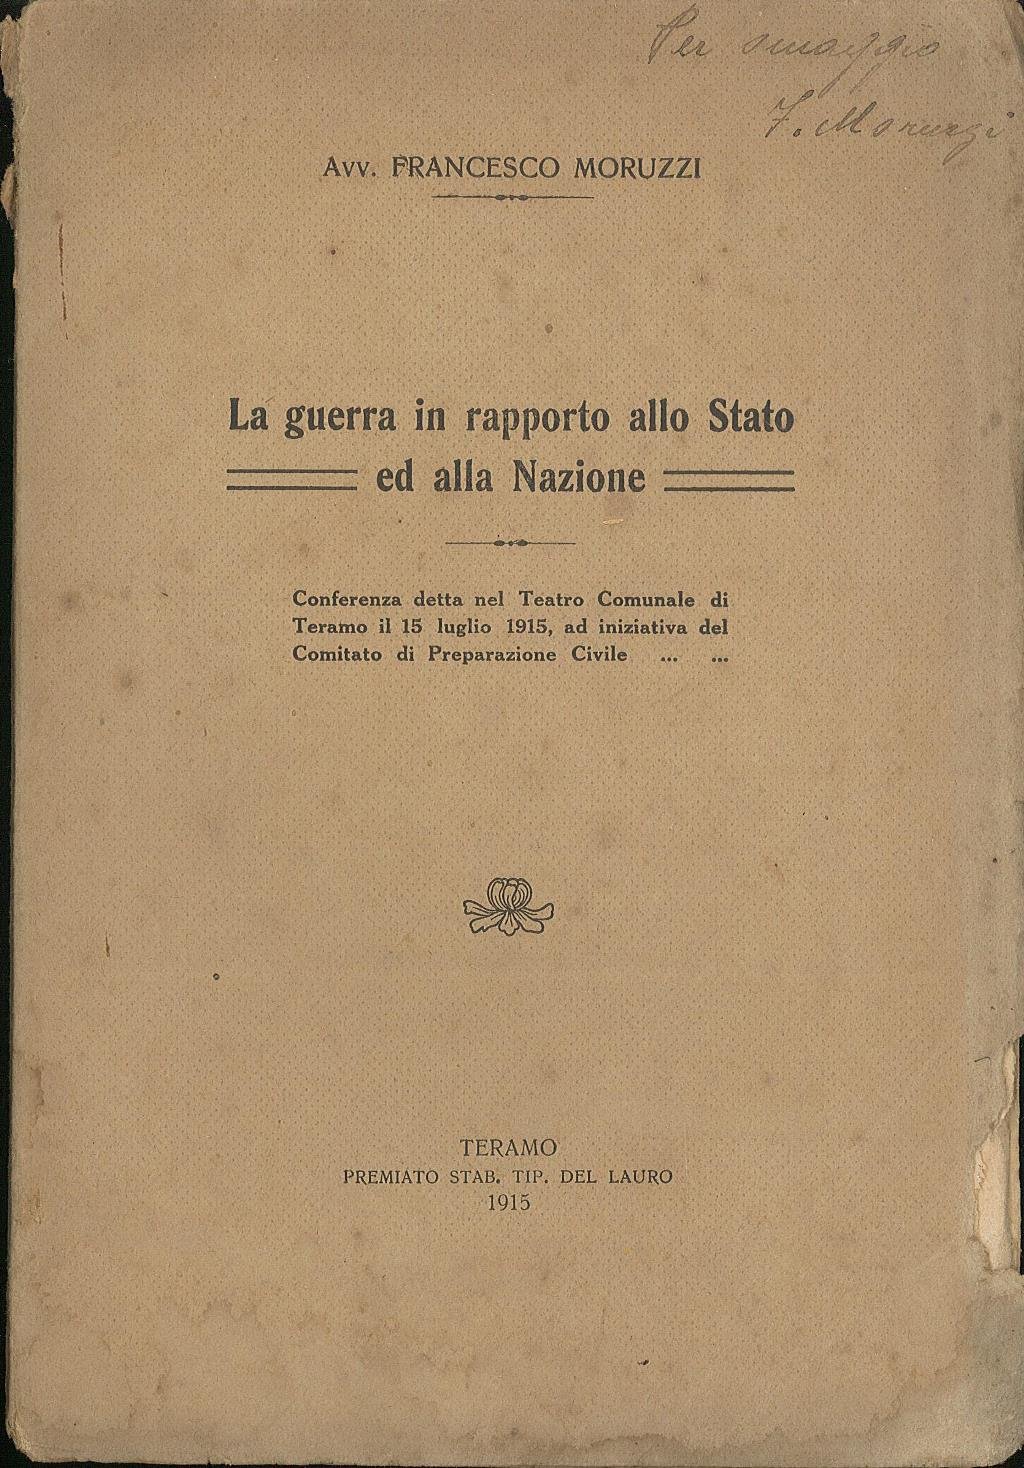 Per omaggio
F. Moruzzi
Avv. FRANCESCO MORUZZI
La guerra in rapporto allo Stato
ed alla Nazione
Conferenza detta nel Teatro Comunale di
Teramo il 15 luglio 1915, ad iniziativa del
Comitato di Preparazione Civile ... ...
TERAMO
PREMIATO STAB. TIP. DEL LAURO
1915